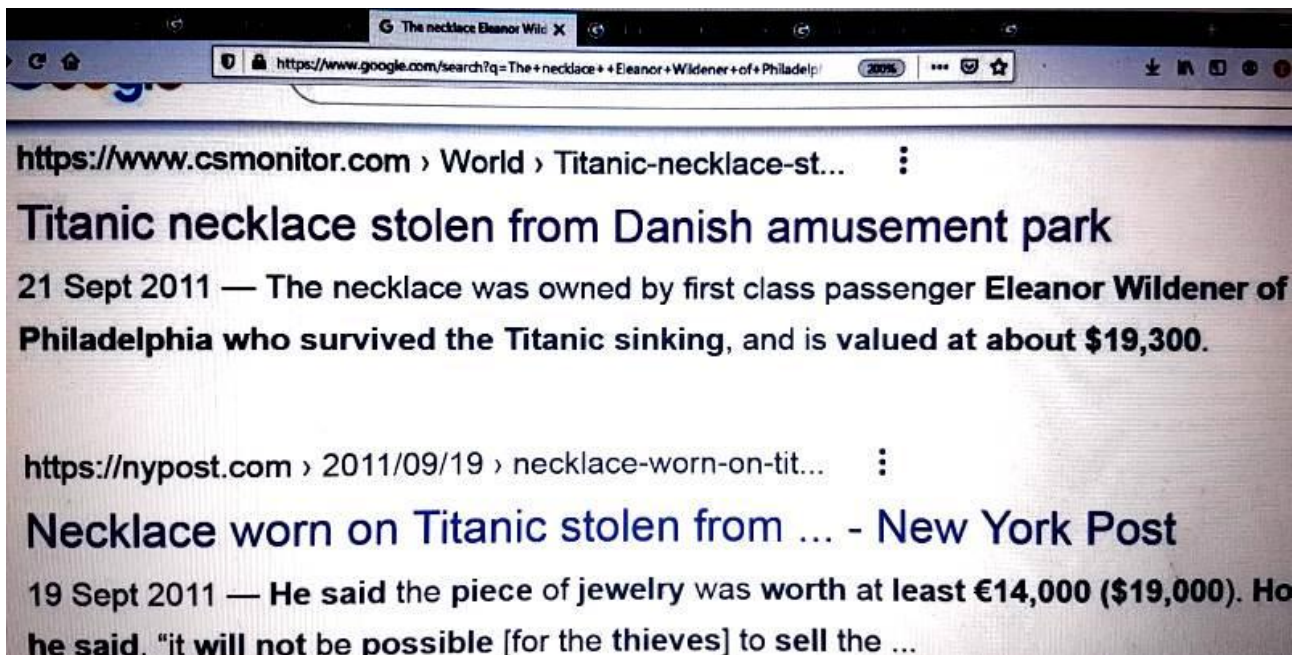 G The necklace Eleanor Wild X
https://www.google.com/search?q=The+necklace++Eleanor+Wildener+of+Philadelp 200%
https://www.csmonitor.com › World › Titanic-necklace-st...
Titanic necklace stolen from Danish amusement park
21 Sept 2011 — The necklace was owned by first class passenger Eleanor Wildener of
Philadelphia who survived the Titanic sinking, and is valued at about $19,300.
https://nypost.com › 2011/09/19 › necklace-worn-on-tit...
Necklace worn on Titanic stolen from ... - New York Post
19 Sept 2011 — He said the piece of jewelry was worth at least €14,000 ($19,000). Ho
he said, "it will not be possible [for the thieves] to sell the ...